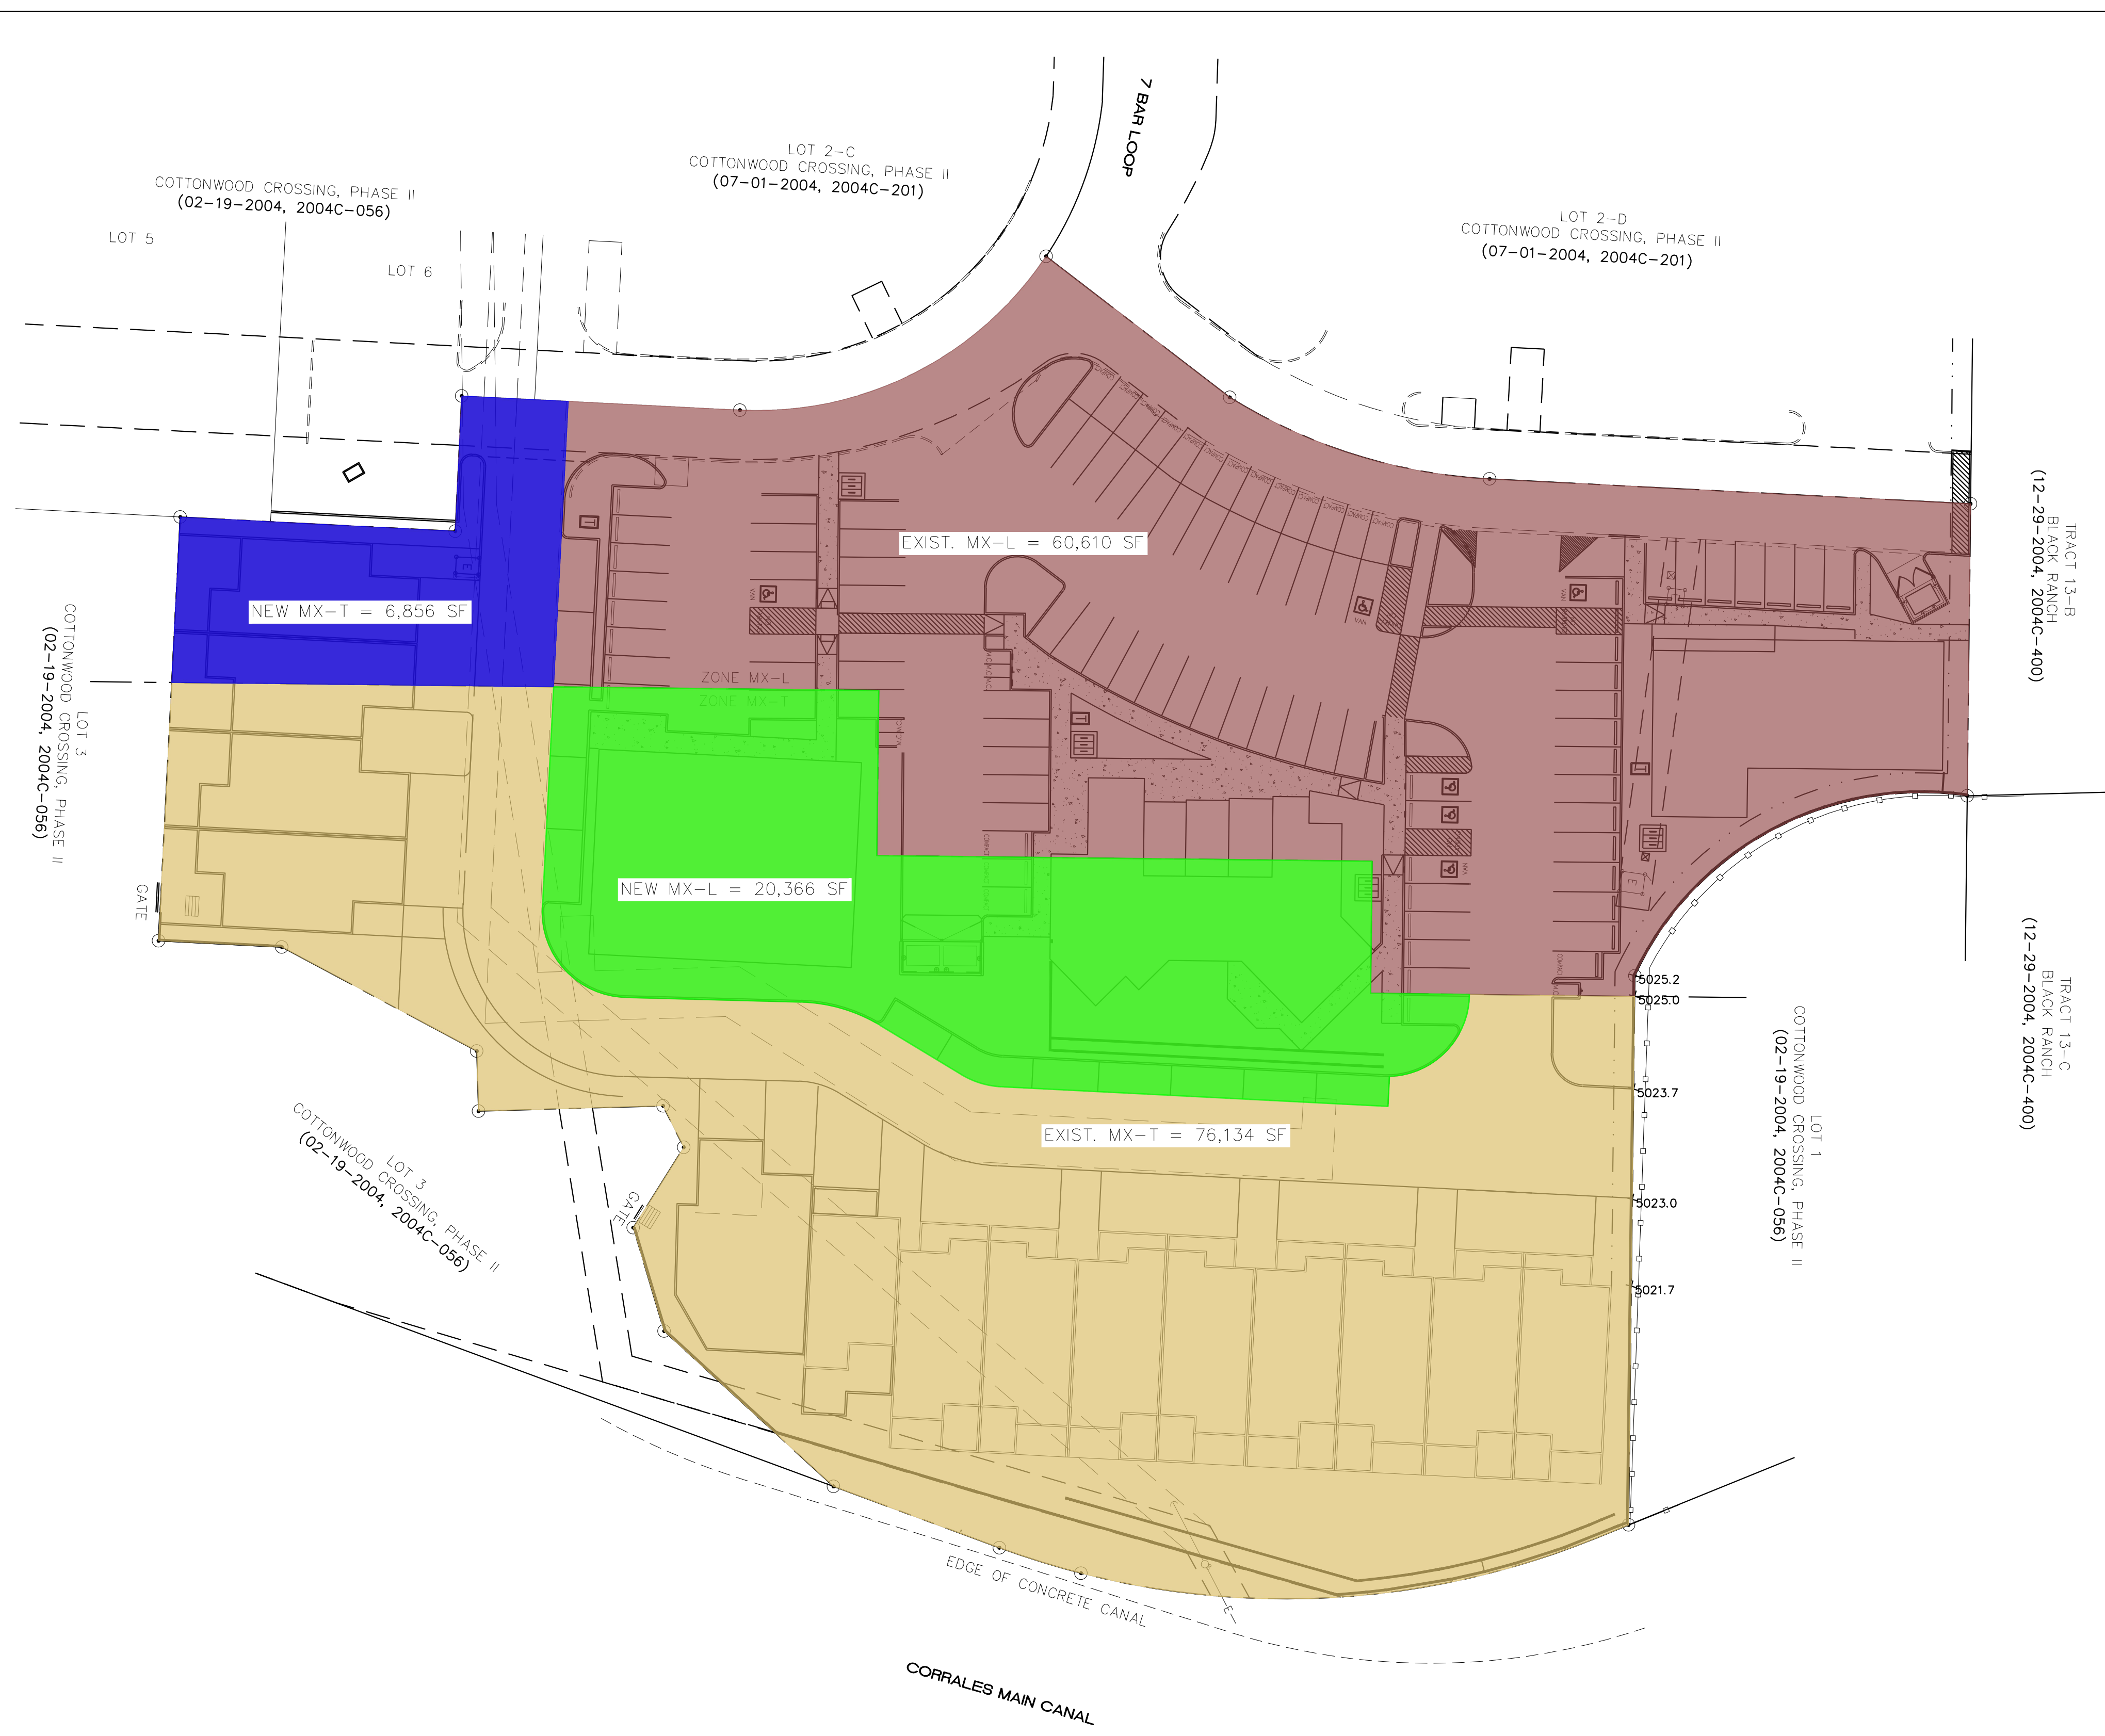 7 BAR LOOP
LOT 2-C
COTTONWOOD CROSSING, PHASE II
(07-01-2004, 2004C-201)
COTTONWOOD CROSSING, PHASE II
(02-19-2004, 2004C-056)
LOT 5
LOT 6
LOT 2-D
COTTONWOOD CROSSING, PHASE II
(07-01-2004, 2004C-201)
TRACT 13-B
BLACK RANCH
(12-29-2004, 2004C-400)
EXIST. MX-L = 60,610 SF
NEW MX-T = 6,856 SF
E
VAN
VAN
VAN
ZONE MX-L
ZONE MX-T
LOT 3
COTTONWOOD CROSSING, PHASE II
(02-19-2004, 2004C-056)
GATE
NEW MX-L = 20,366 SF
COMPACT
VAN
E
5025.2
5025.0
TRACT 13-C
BLACK RANCH
(12-29-2004, 2004C-400)
LOT 1
COTTONWOOD CROSSING, PHASE II
(02-19-2004, 2004C-056)
5023.7
EXIST. MX-T = 76,134 SF
5023.0
5021.7
LOT 3
COTTONWOOD CROSSING, PHASE II
(02-19-2004, 2004C-056)
GATE
EDGE OF CONCRETE CANAL
E
CORRALES MAIN CANAL